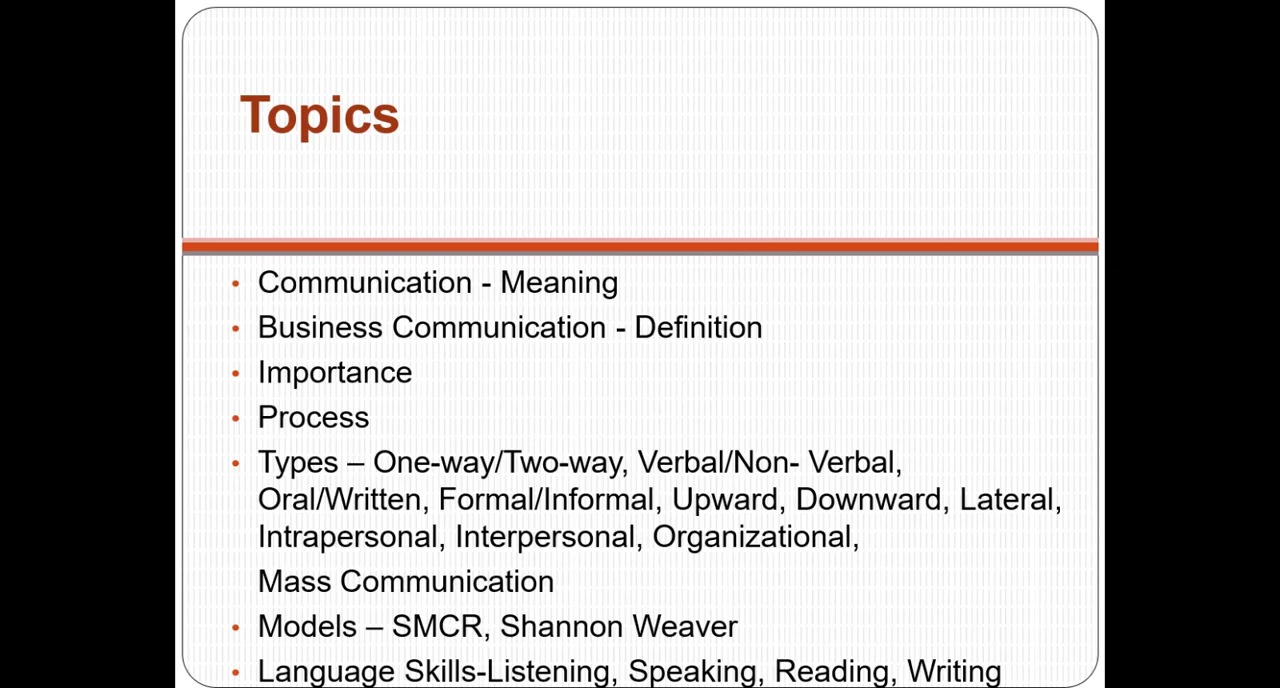 Topics
• Communication - Meaning
• Business Communication - Definition
• Importance
• Process
• Types – One-way/Two-way, Verbal/Non- Verbal,
Oral/Written, Formal/Informal, Upward, Downward, Lateral,
Intrapersonal, Interpersonal, Organizational,
Mass Communication
• Models – SMCR, Shannon Weaver
• Language Skills-Listening, Speaking, Reading, Writing